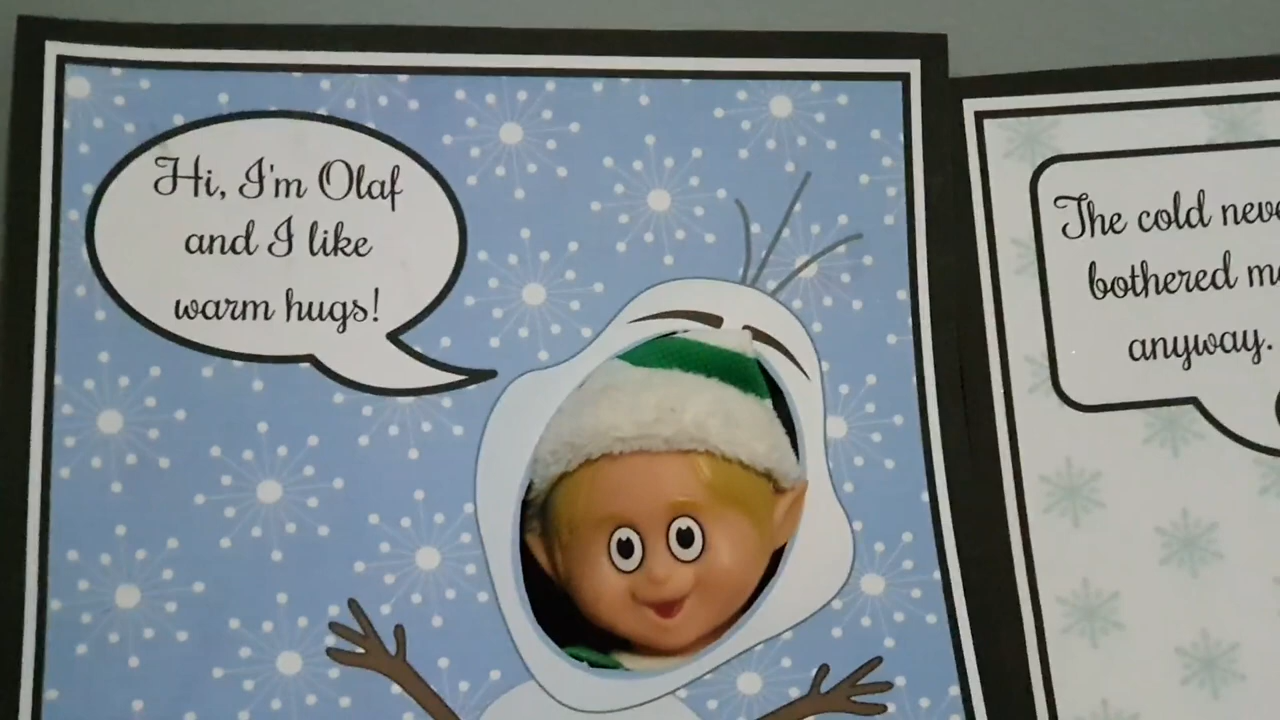 Hi, I'm Olaf
and I like
warm hugs!
The cold
bothered
anyway.